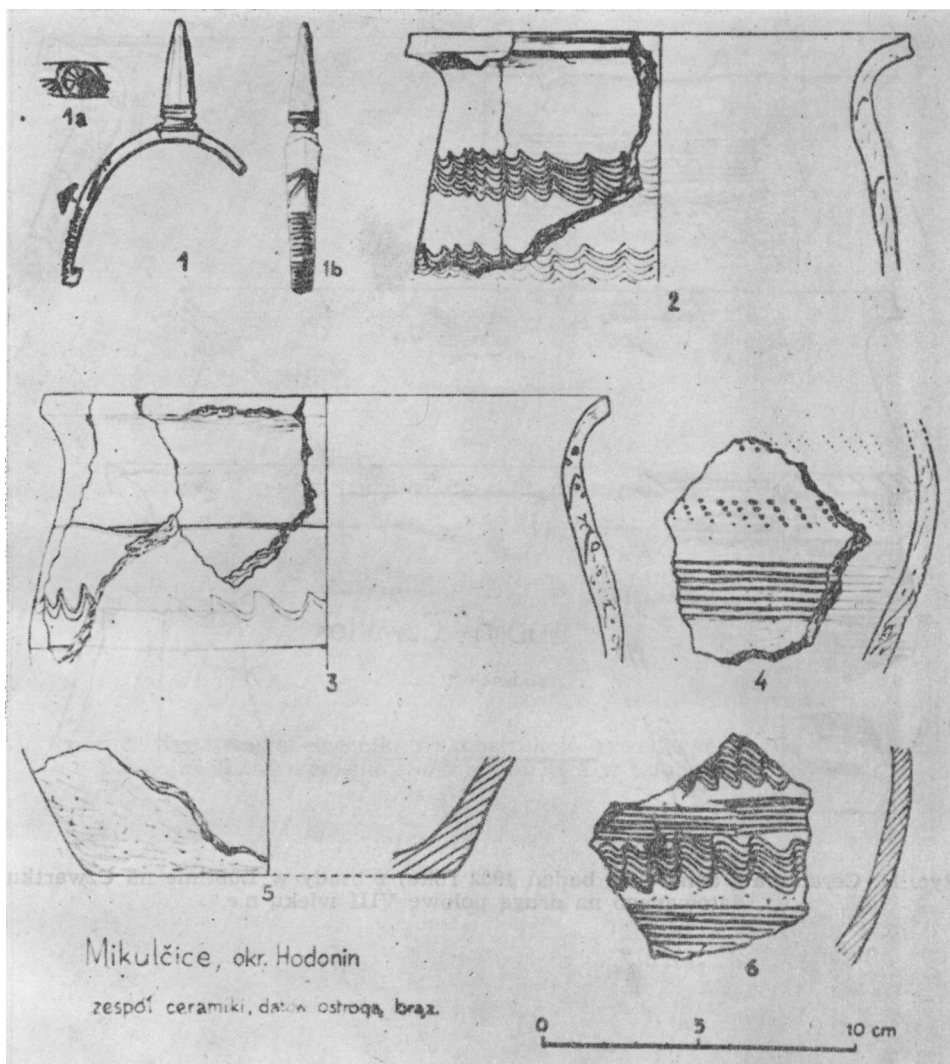 1a
1
1b
2
3
4
5
6
Mikulčice, okr. Hodonin
zespół ceramiki, datow ostrogą brąz.
0 5 10 cm